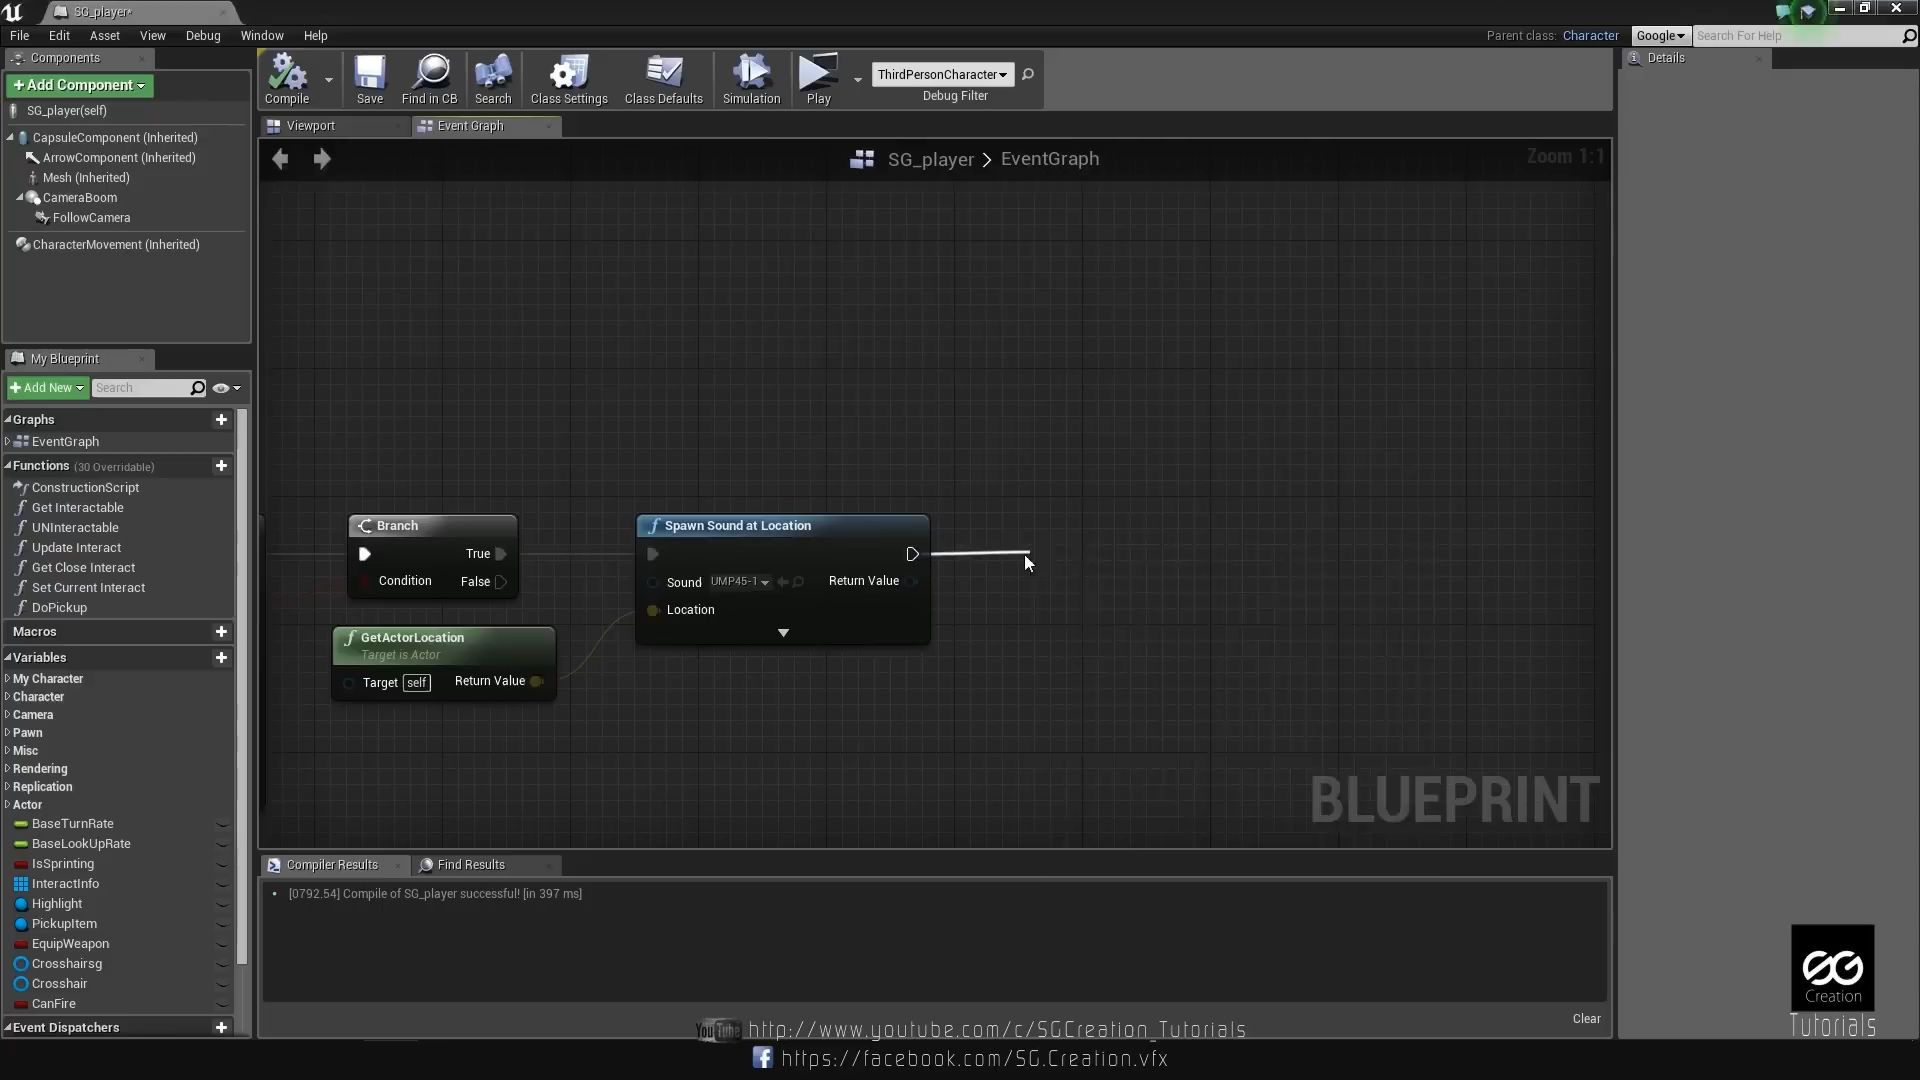 SG_player*
File Edit Asset View Debug Window Help
Parent class: Character
Google
Search For Help
Components
+ Add Component
SG_player(self)
CapsuleComponent (Inherited)
ArrowComponent (Inherited)
Mesh (Inherited)
CameraBoom
FollowCamera
CharacterMovement (Inherited)
Compile
Save
Find in CB
Search
Class Settings
Class Defaults
Simulation
Play
ThirdPersonCharacter
Debug Filter
Details
Viewport
Event Graph
SG_player > EventGraph
Zoom 1:1
My Blueprint
+ Add New
Search
Graphs
EventGraph
Functions (30 Overridable)
ConstructionScript
Get Interactable
UNInteractable
Update Interact
Get Close Interact
Set Current Interact
DoPickup
Macros
Variables
My Character
Character
Camera
Pawn
Misc
Rendering
Replication
Actor
BaseTurnRate
BaseLookUpRate
IsSprinting
InteractInfo
Highlight
PickupItem
EquipWeapon
Crosshairsg
Crosshair
CanFire
Event Dispatchers
Branch
True
Condition
False
GetActorLocation
Target is Actor
Target self
Return Value
Spawn Sound at Location
Sound UMP45-1
Return Value
Location
BLUEPRINT
Compiler Results
Find Results
[0792.54] Compile of SG_player successful! [in 397 ms]
Clear
YouTube http://www.youtube.com/c/SGCreation_Tutorials
f https://facebook.com/SG.Creation.vfx
SG
Creation
Tutorials